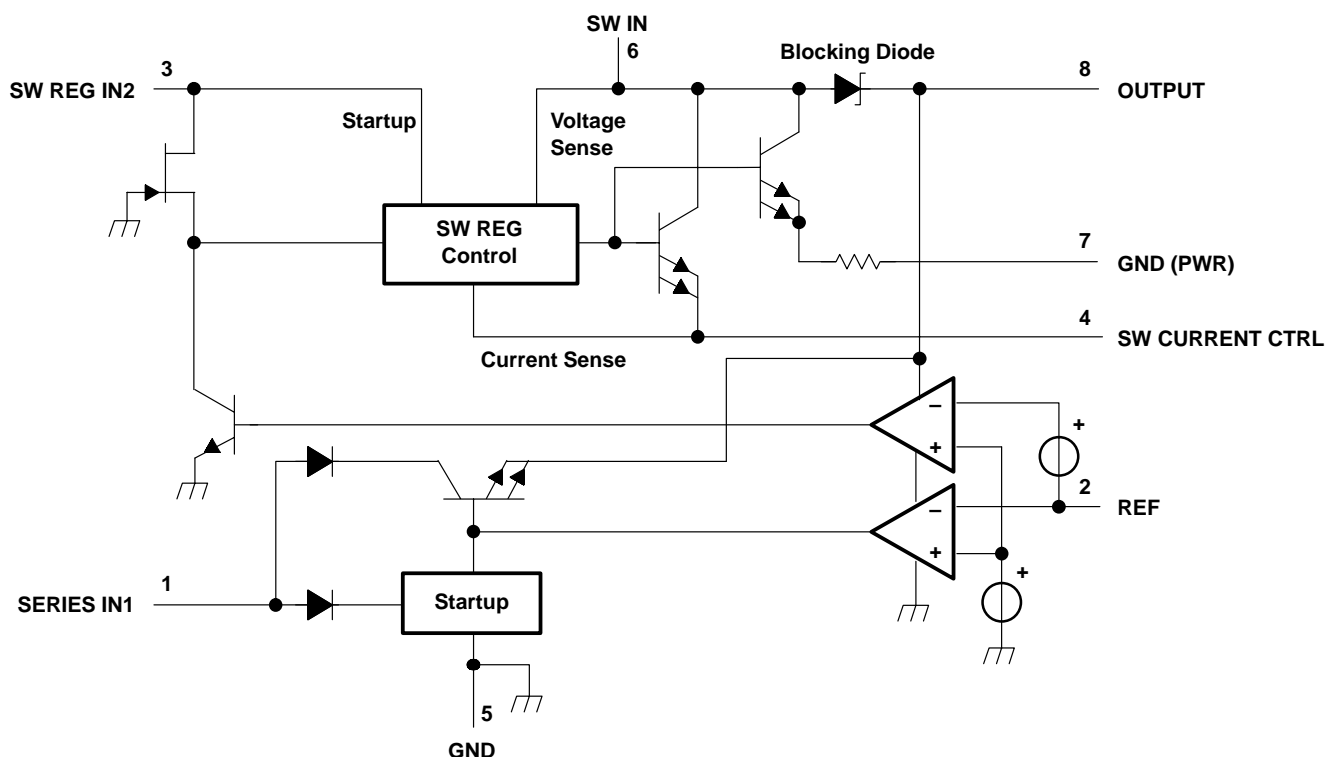 SW IN
6
Blocking Diode
3
8
SW REG IN2
OUTPUT
Startup
Voltage
Sense
SW REG
Control
7
GND (PWR)
4
SW CURRENT CTRL
Current Sense
–
+
+
2
REF
–
+
+
1
SERIES IN1
Startup
5
GND